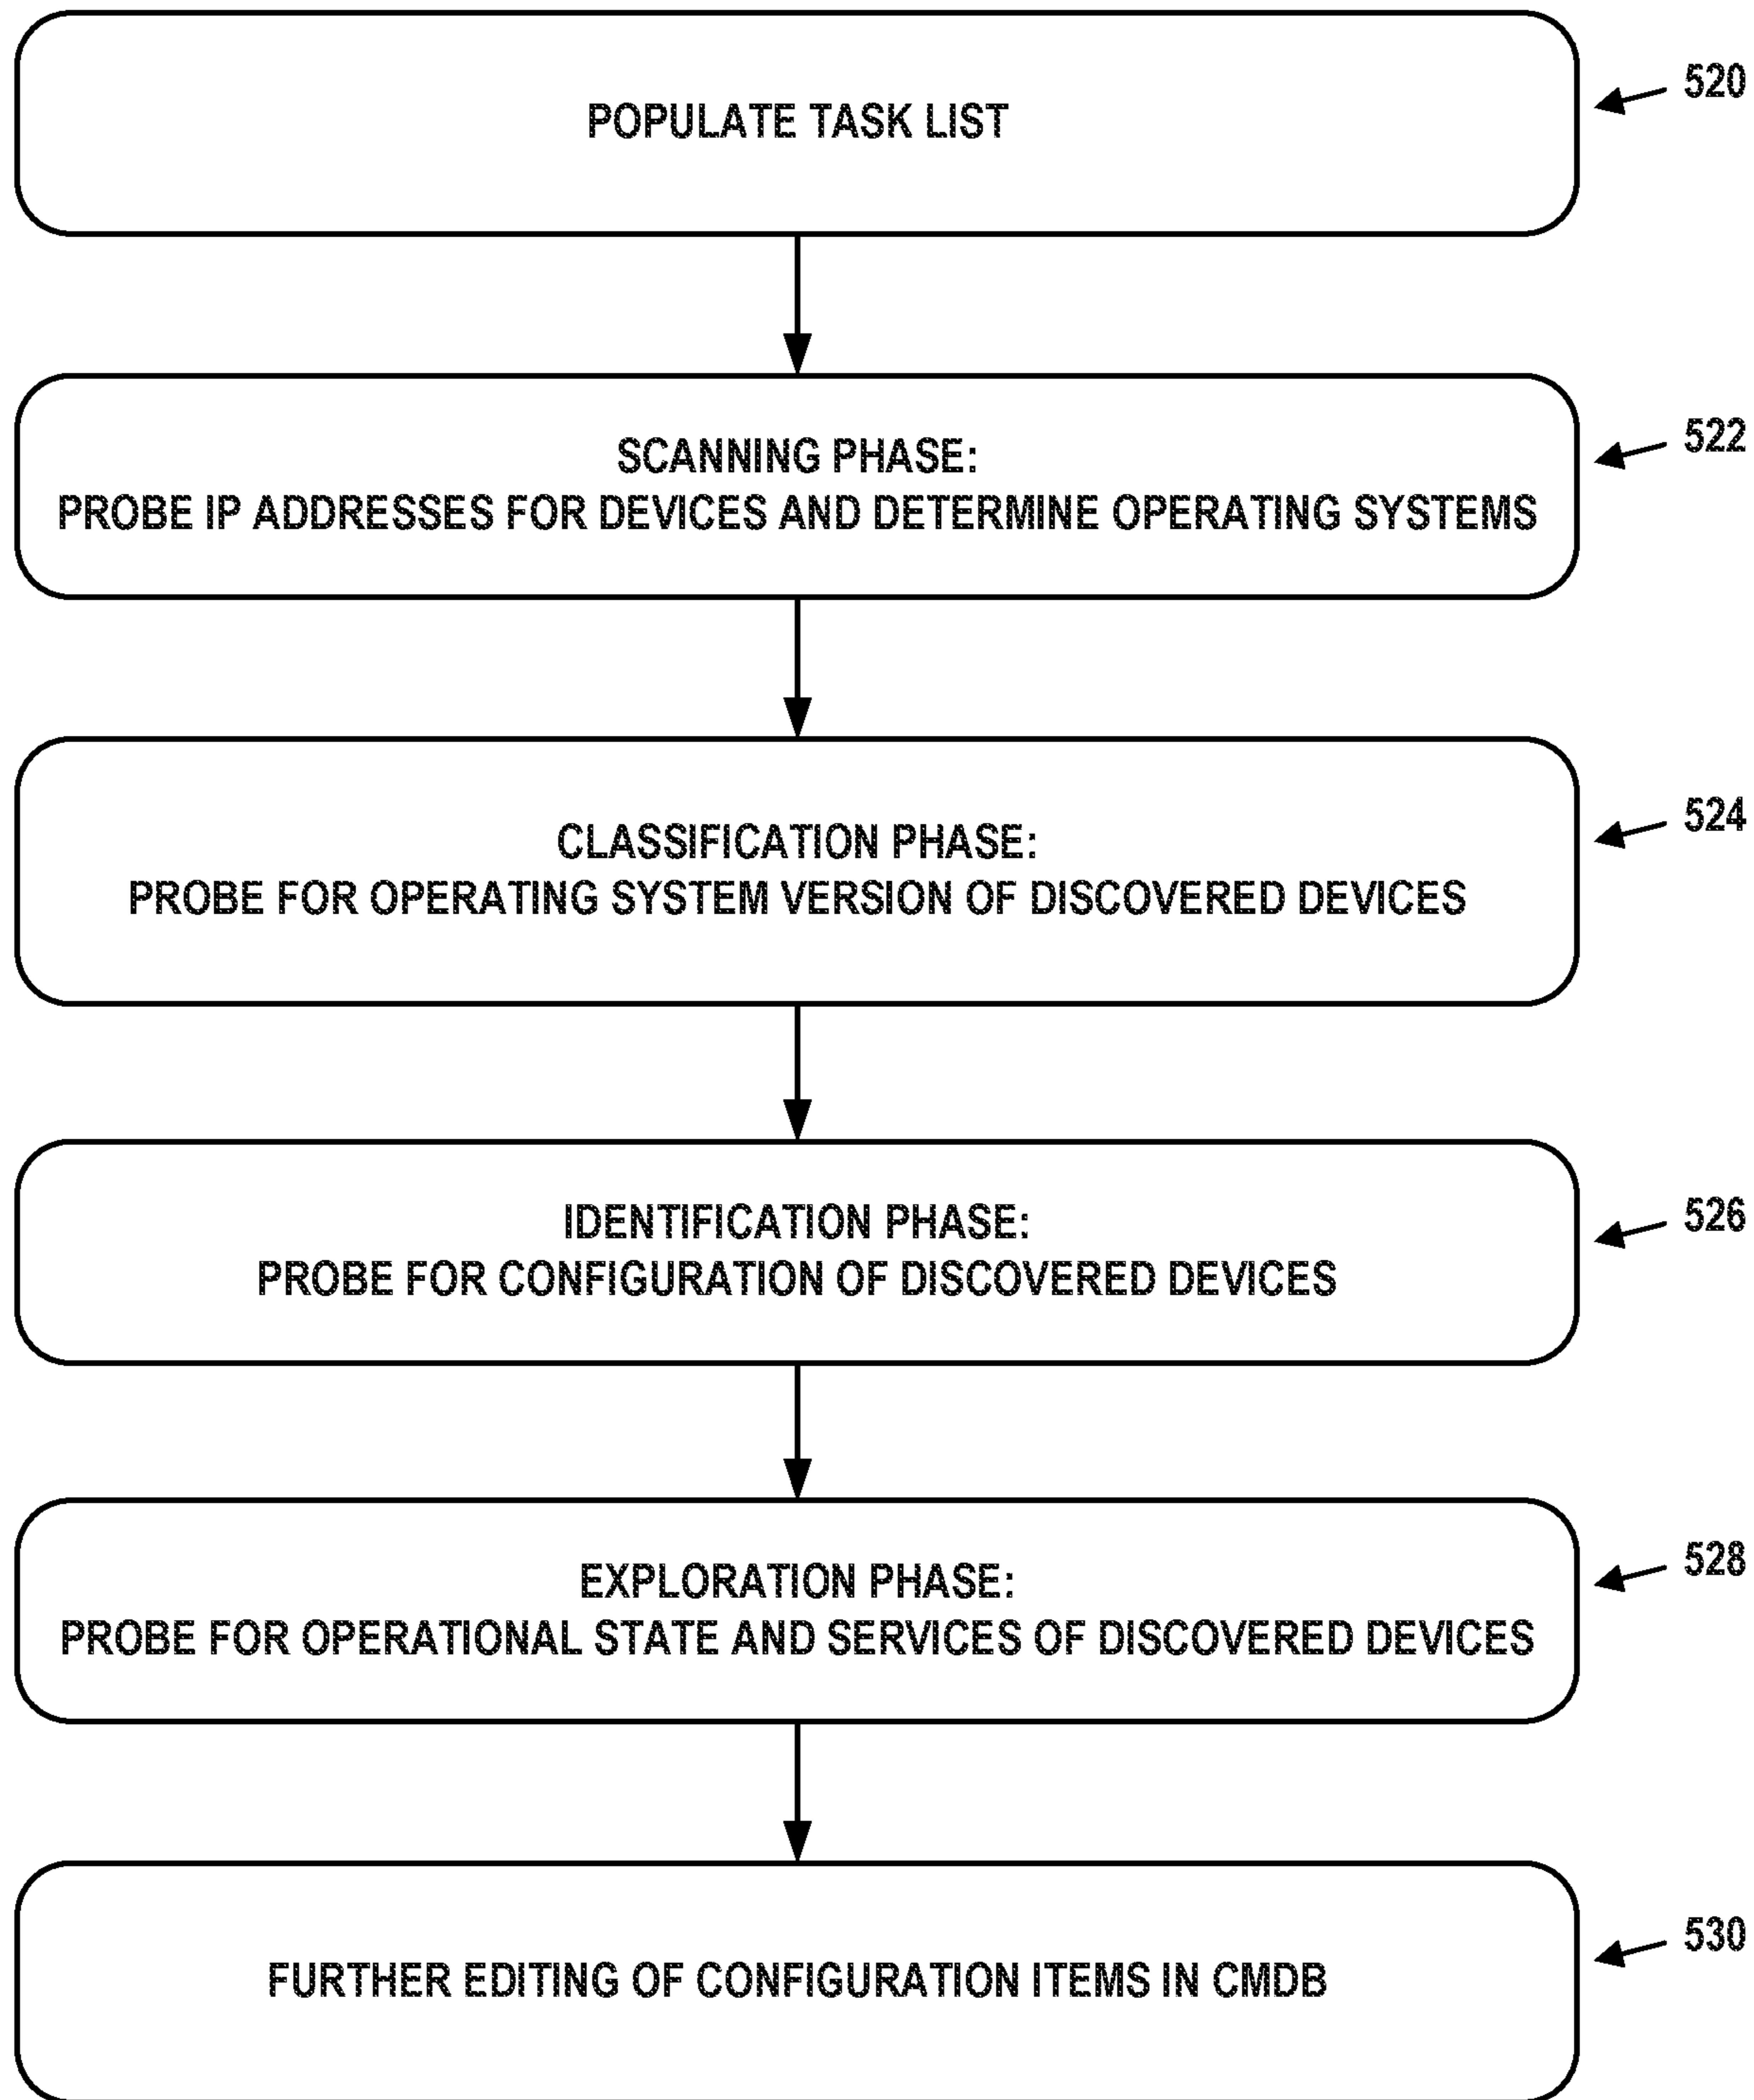 POPULATE TASK LIST
520
SCANNING PHASE:
PROBE IP ADDRESSES FOR DEVICES AND DETERMINE OPERATING SYSTEMS
522
CLASSIFICATION PHASE:
PROBE FOR OPERATING SYSTEM VERSION OF DISCOVERED DEVICES
524
IDENTIFICATION PHASE:
PROBE FOR CONFIGURATION OF DISCOVERED DEVICES
526
EXPLORATION PHASE:
PROBE FOR OPERATIONAL STATE AND SERVICES OF DISCOVERED DEVICES
528
FURTHER EDITING OF CONFIGURATION ITEMS IN CMDB
530